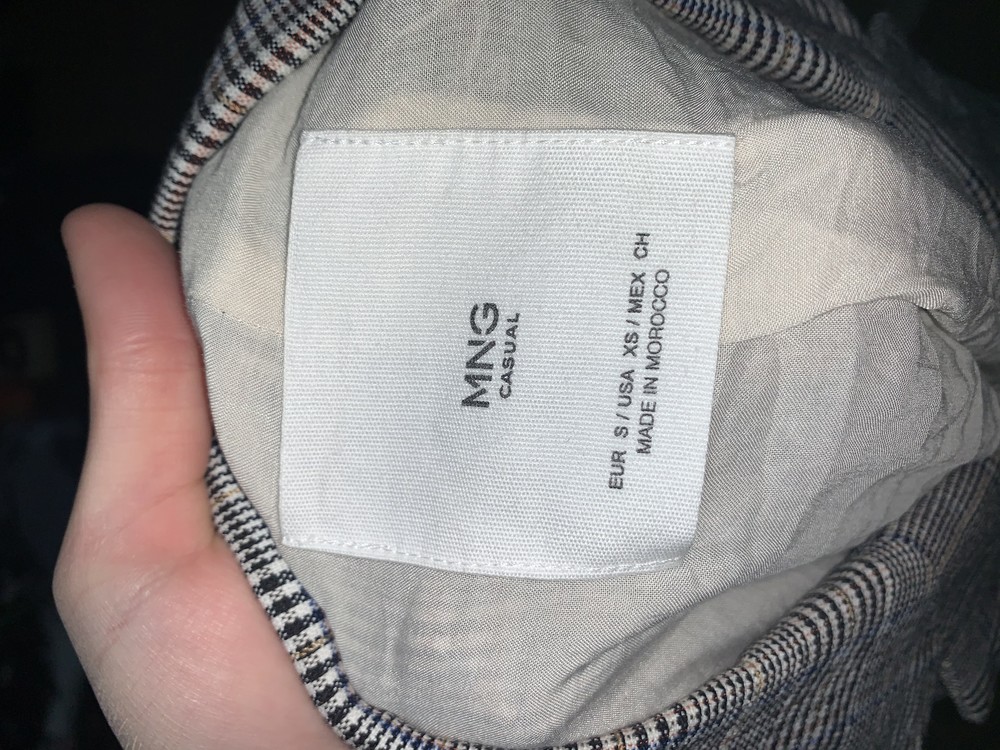 MNG
CASUAL
EUR S / USA XS / MEX CH
MADE IN MOROCCO